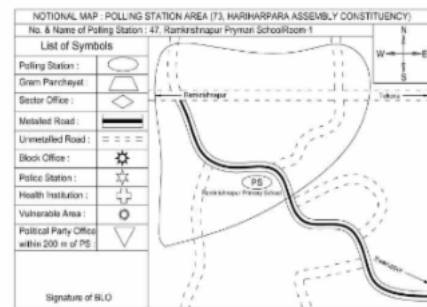 NOTIONAL MAP : POLLING STATION AREA (73, HARIHARPARA ASSEMBLY CONSTITUENCY)
No. & Name of Polling Station : 47, Ramkrishnapur Prymari SchoolRoom-1
List of Symbols
Polling Station :
Gram Panchayet :
Sector Office :
Metalled Road :
Unmetalled Road :
Block Office :
Police Station :
Health Institution :
Vulnerable Area :
Political Party Office
within 200 m of PS :
Signature of BLO
N
W
E
S
Ramkrishnapur
PS
Ramkrishnapur Primary School